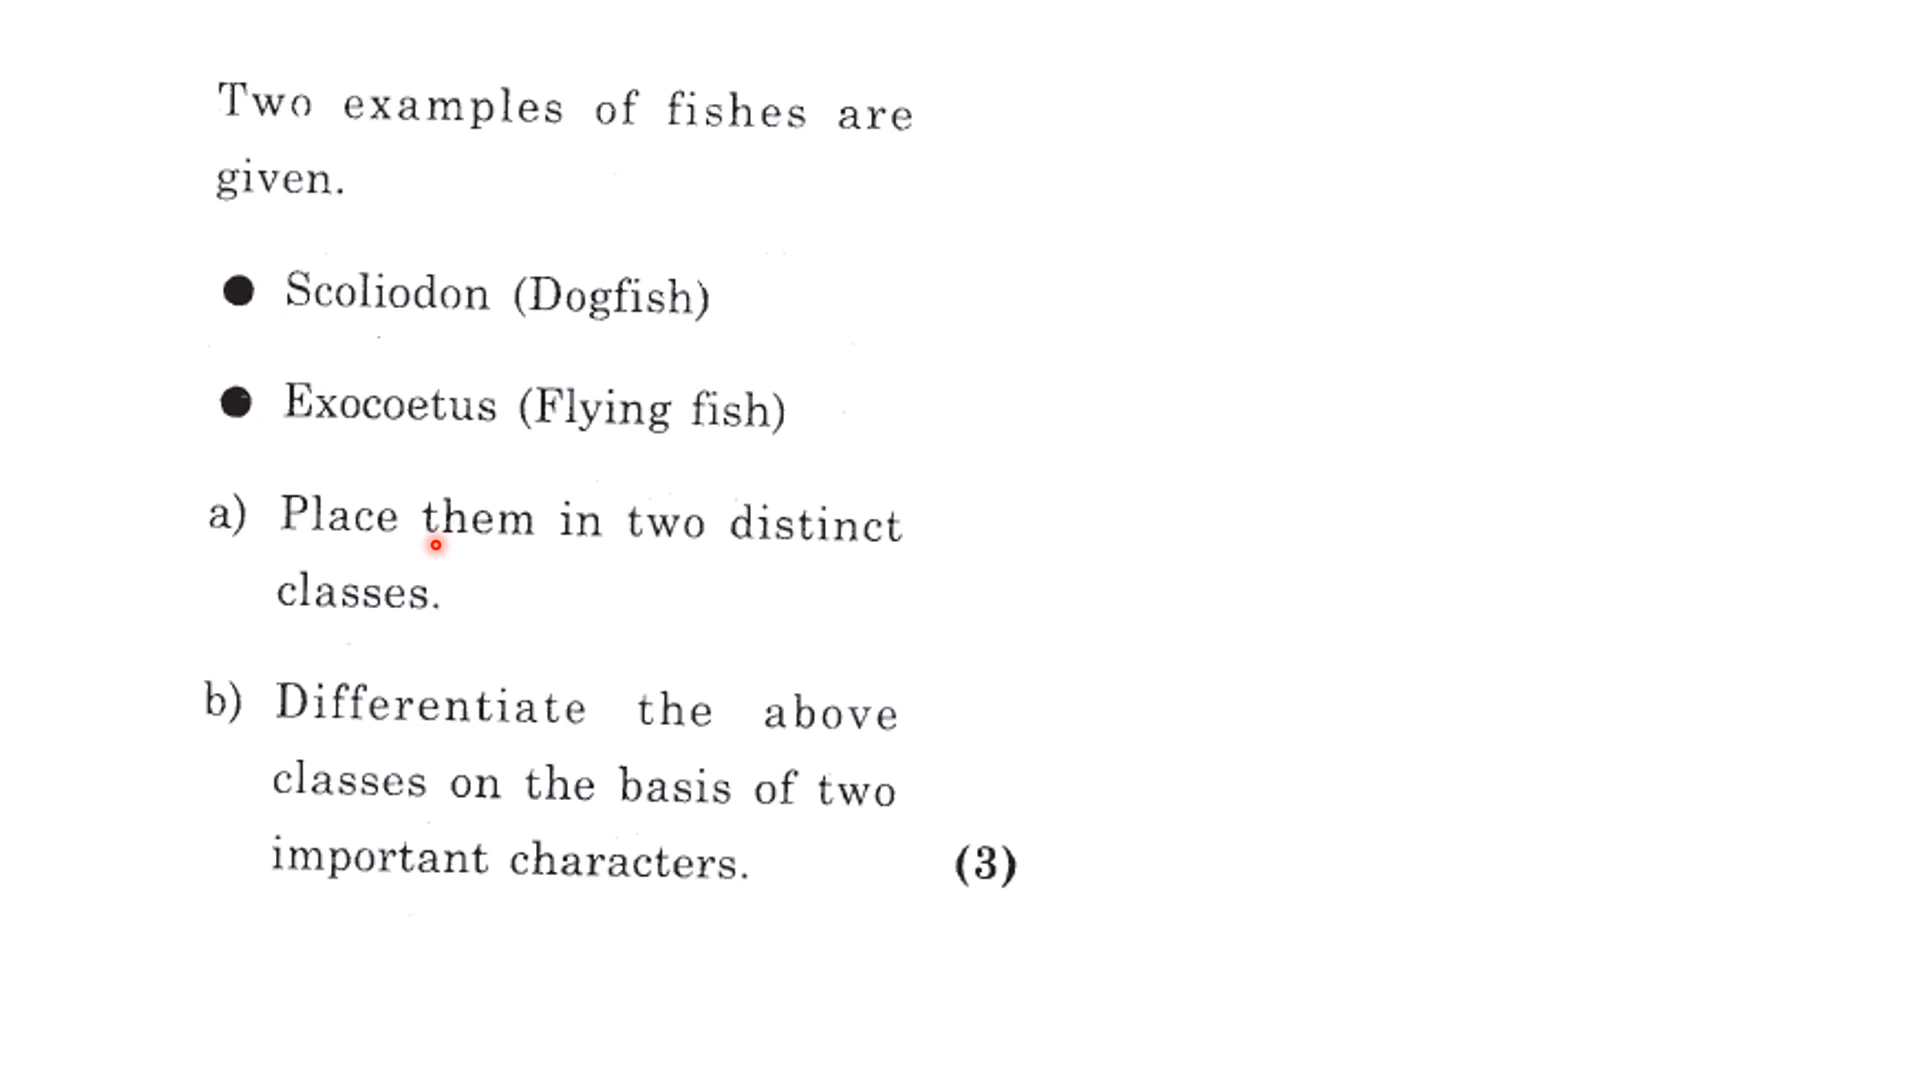 Two examples of fishes are
given.
● Scoliodon (Dogfish)
● Exocoetus (Flying fish)
a) Place them in two distinct
classes.
b) Differentiate the above
classes on the basis of two
important characters. (3)